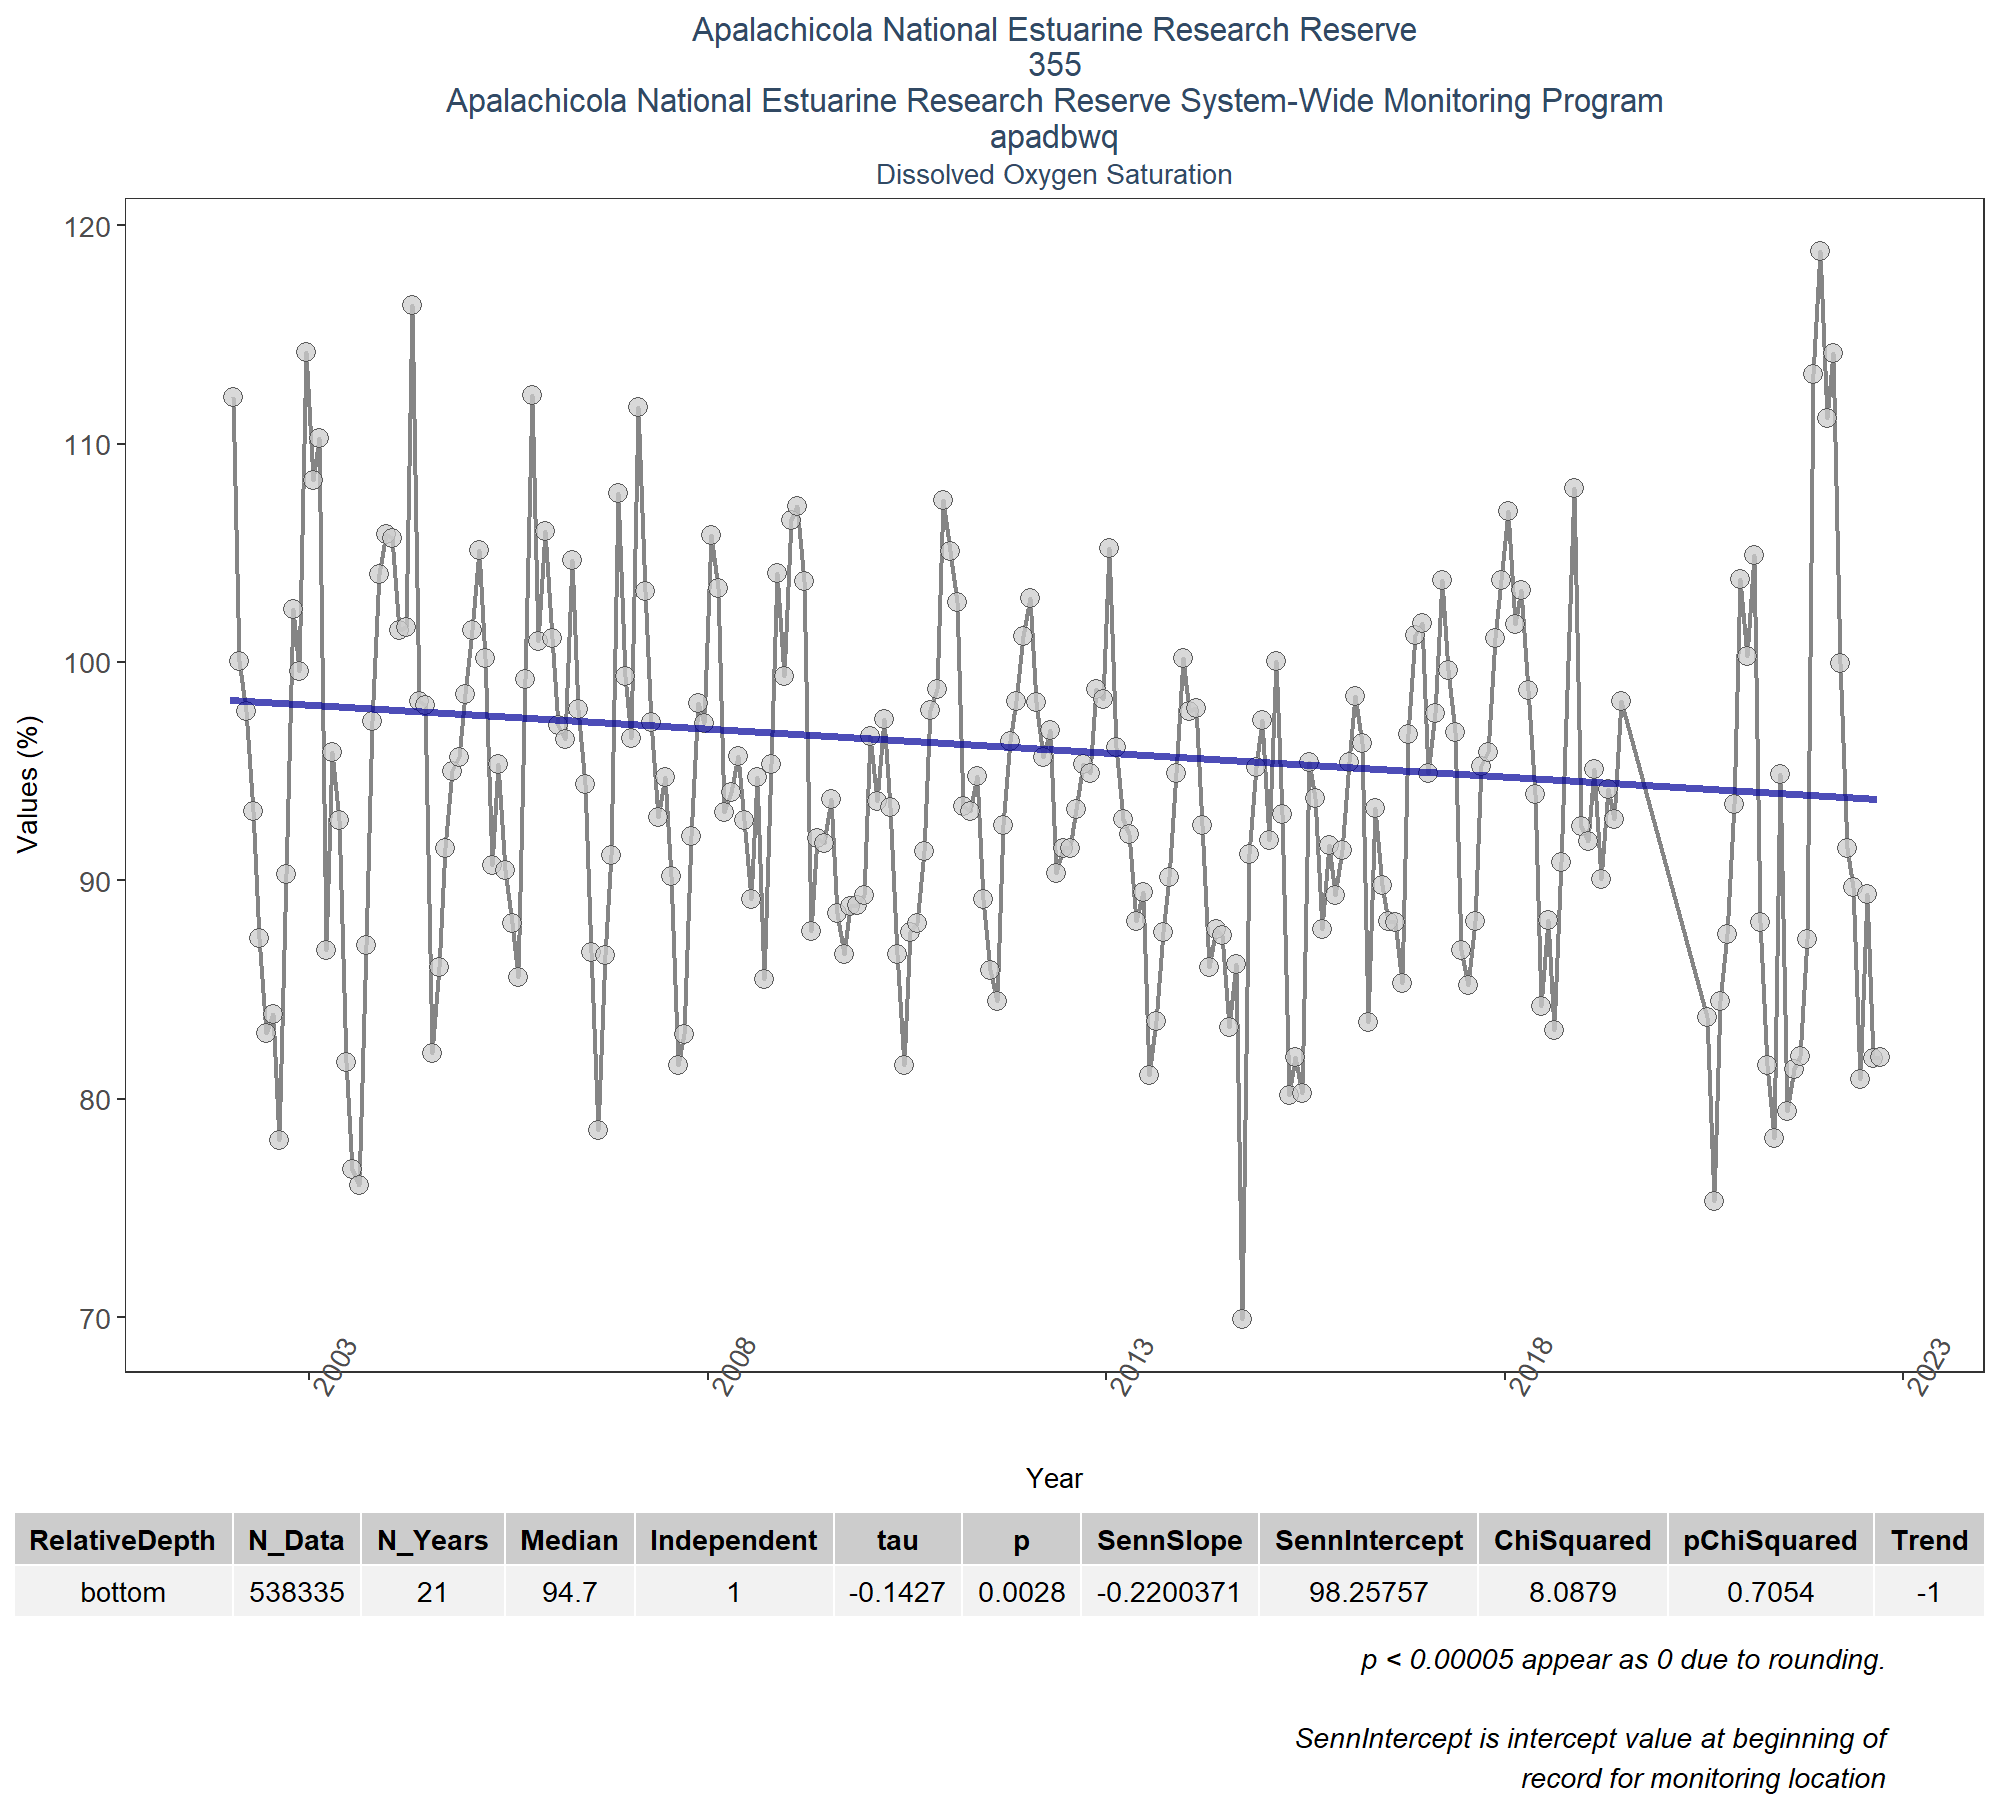 Apalachicola National Estuarine Research Reserve
355
Apalachicola National Estuarine Research Reserve System-Wide Monitoring Program
apadbwq
Dissolved Oxygen Saturation
120
110
100
90
80
70
Values (%)
2003 2008 2013 2018 2023
Year
RelativeDepth N_Data N_Years Median Independent tau p SennSlope SennIntercept ChiSquared pChiSquared Trend
bottom 538335 21 94.7 1 -0.1427 0.0028 -0.2200371 98.25757 8.0879 0.7054 -1
p < 0.00005 appear as 0 due to rounding.
SennIntercept is intercept value at beginning of
record for monitoring location